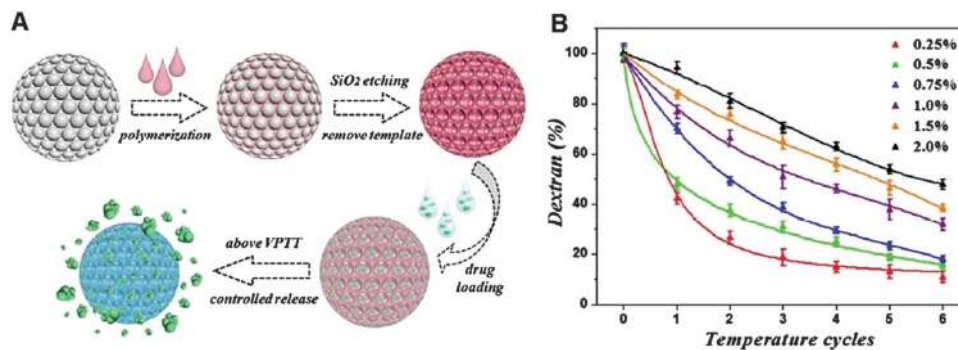 A
polymerization
SiO2 etching
remove template
drug
loading
above VPTT
controlled release
B
Dextran (%)
100
80
60
40
20
0
0 1 2 3 4 5 6
Temperature cycles
0.25%
0.5%
0.75%
1.0%
1.5%
2.0%